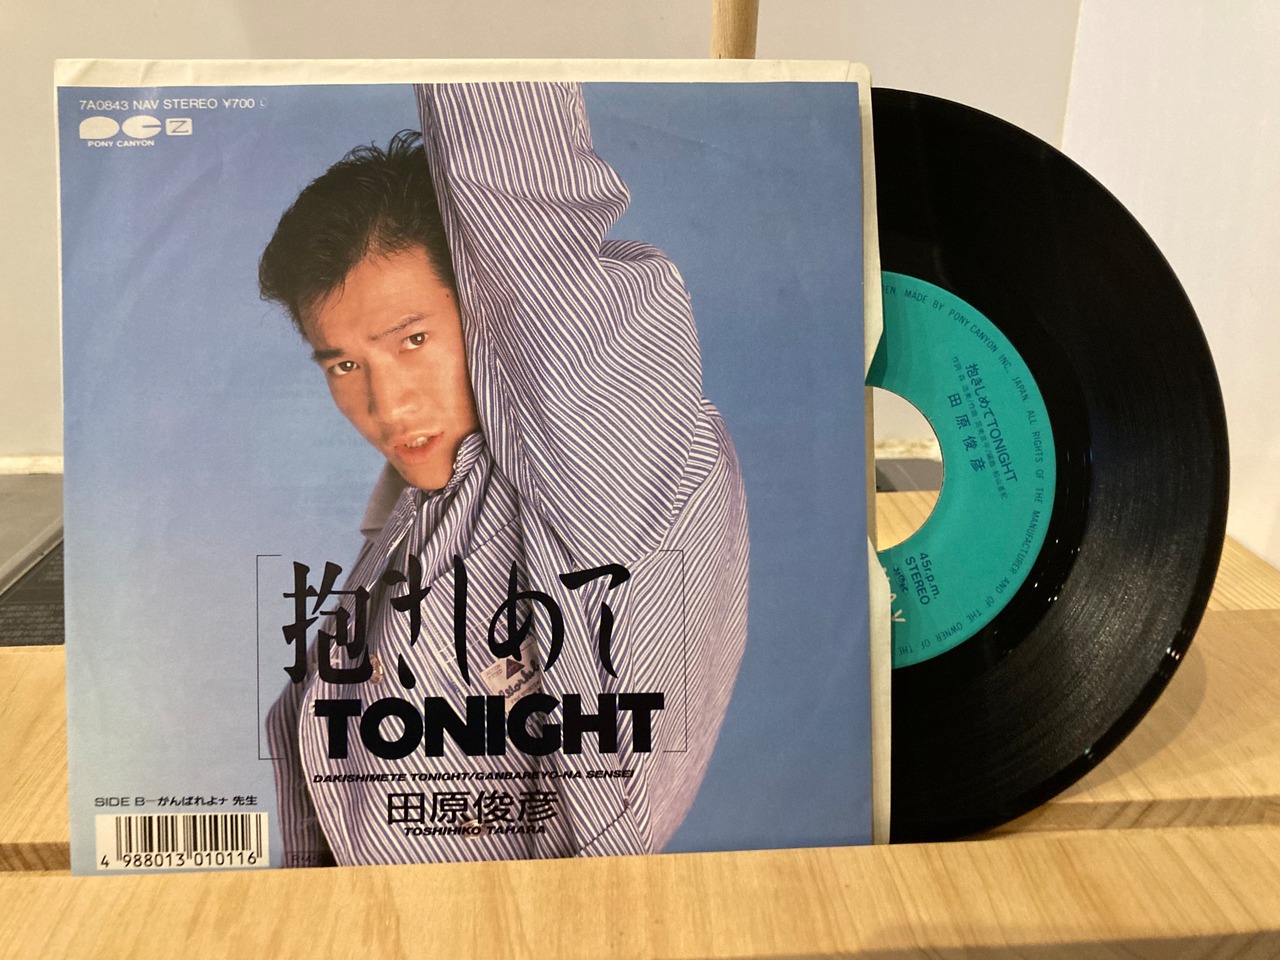 7A0843 NAV STEREO ¥700
PONY CANYON
抱きしめて
TONIGHT
DAKISHIMETE TONIGHT/GANBAREYO-NA SENSEI
田原俊彦
TOSHIHIKO TAHARA
SIDE B—がんばれよナ 先生
4 988013 010116
MADE BY PONY CANYON INC. JAPAN ALL RIGHTS OF THE MANUFACTURER AND OF THE OWNER OF THE
抱きしめてTONIGHT
田原俊彦
45r.p.m.
STEREO